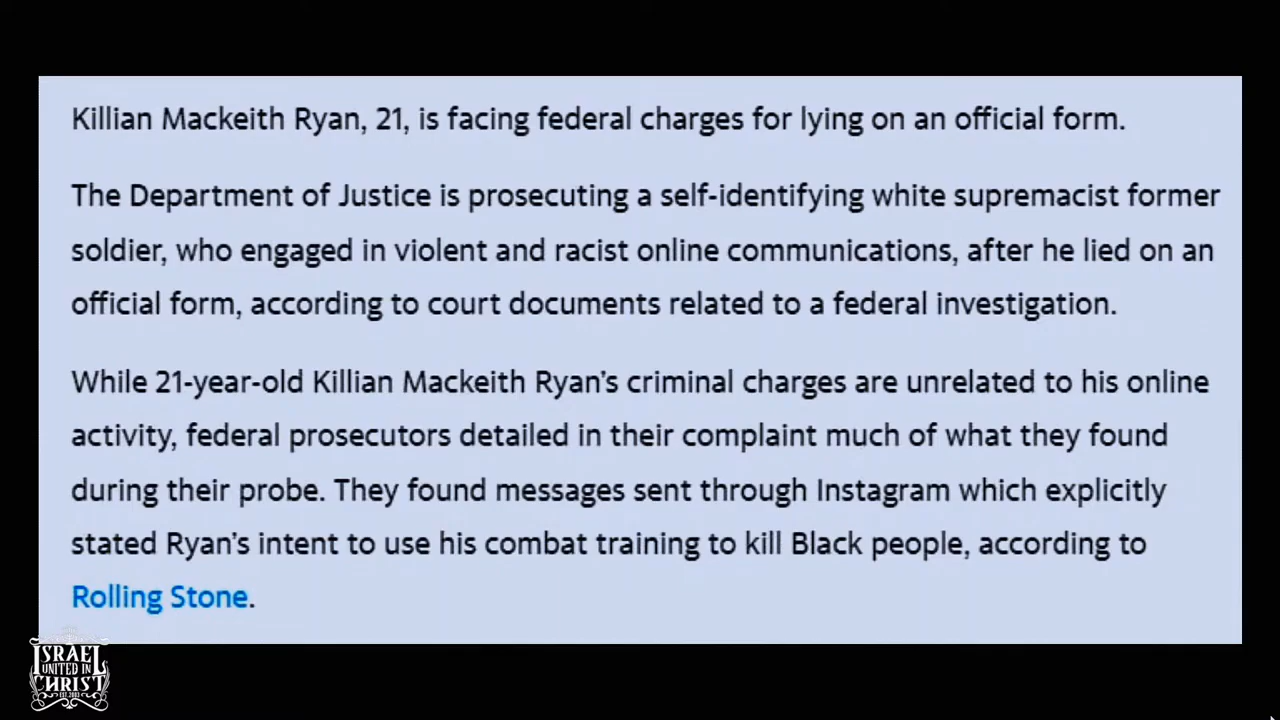 Killian Mackeith Ryan, 21, is facing federal charges for lying on an official form.
The Department of Justice is prosecuting a self-identifying white supremacist former
soldier, who engaged in violent and racist online communications, after he lied on an
official form, according to court documents related to a federal investigation.
While 21-year-old Killian Mackeith Ryan's criminal charges are unrelated to his online
activity, federal prosecutors detailed in their complaint much of what they found
during their probe. They found messages sent through Instagram which explicitly
stated Ryan's intent to use his combat training to kill Black people, according to
Rolling Stone.
ISRAEL
UNITED IN
CHRIST
EST. 2003